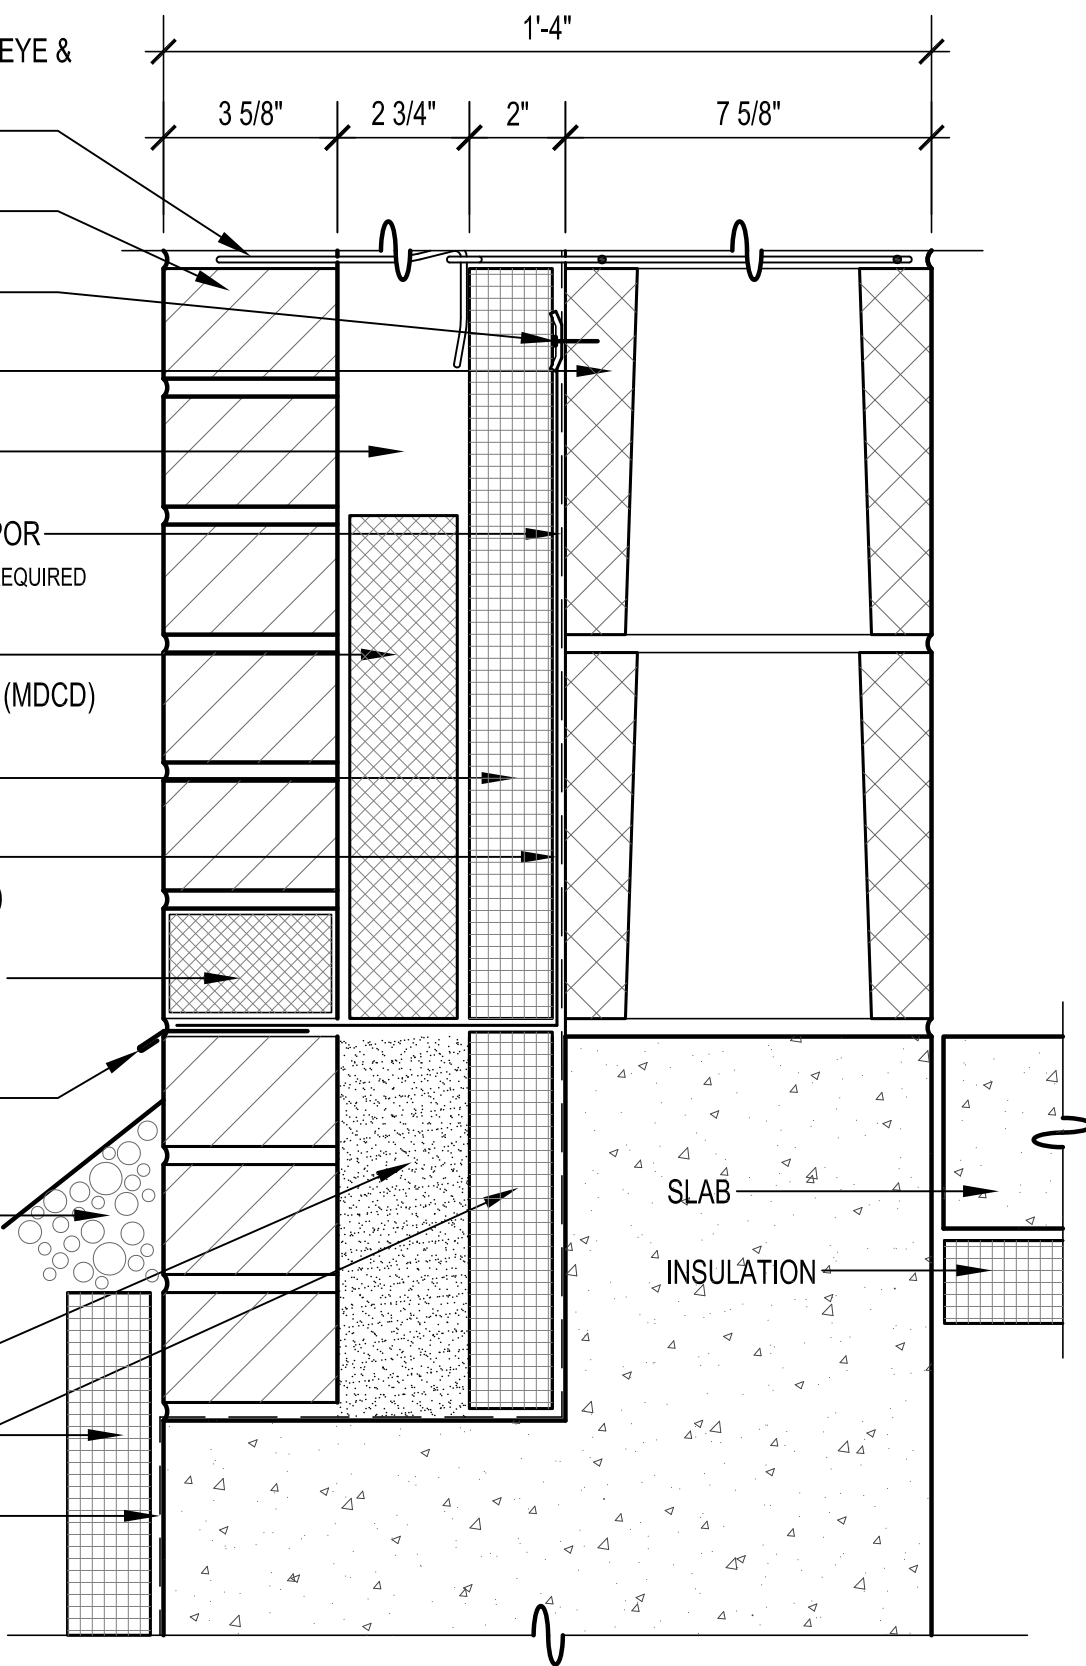 1'-4"
EYE &
3 5/8" 2 3/4" 2" 7 5/8"
POR
EQUIRED
(MDCD)
)
SLAB
INSULATION